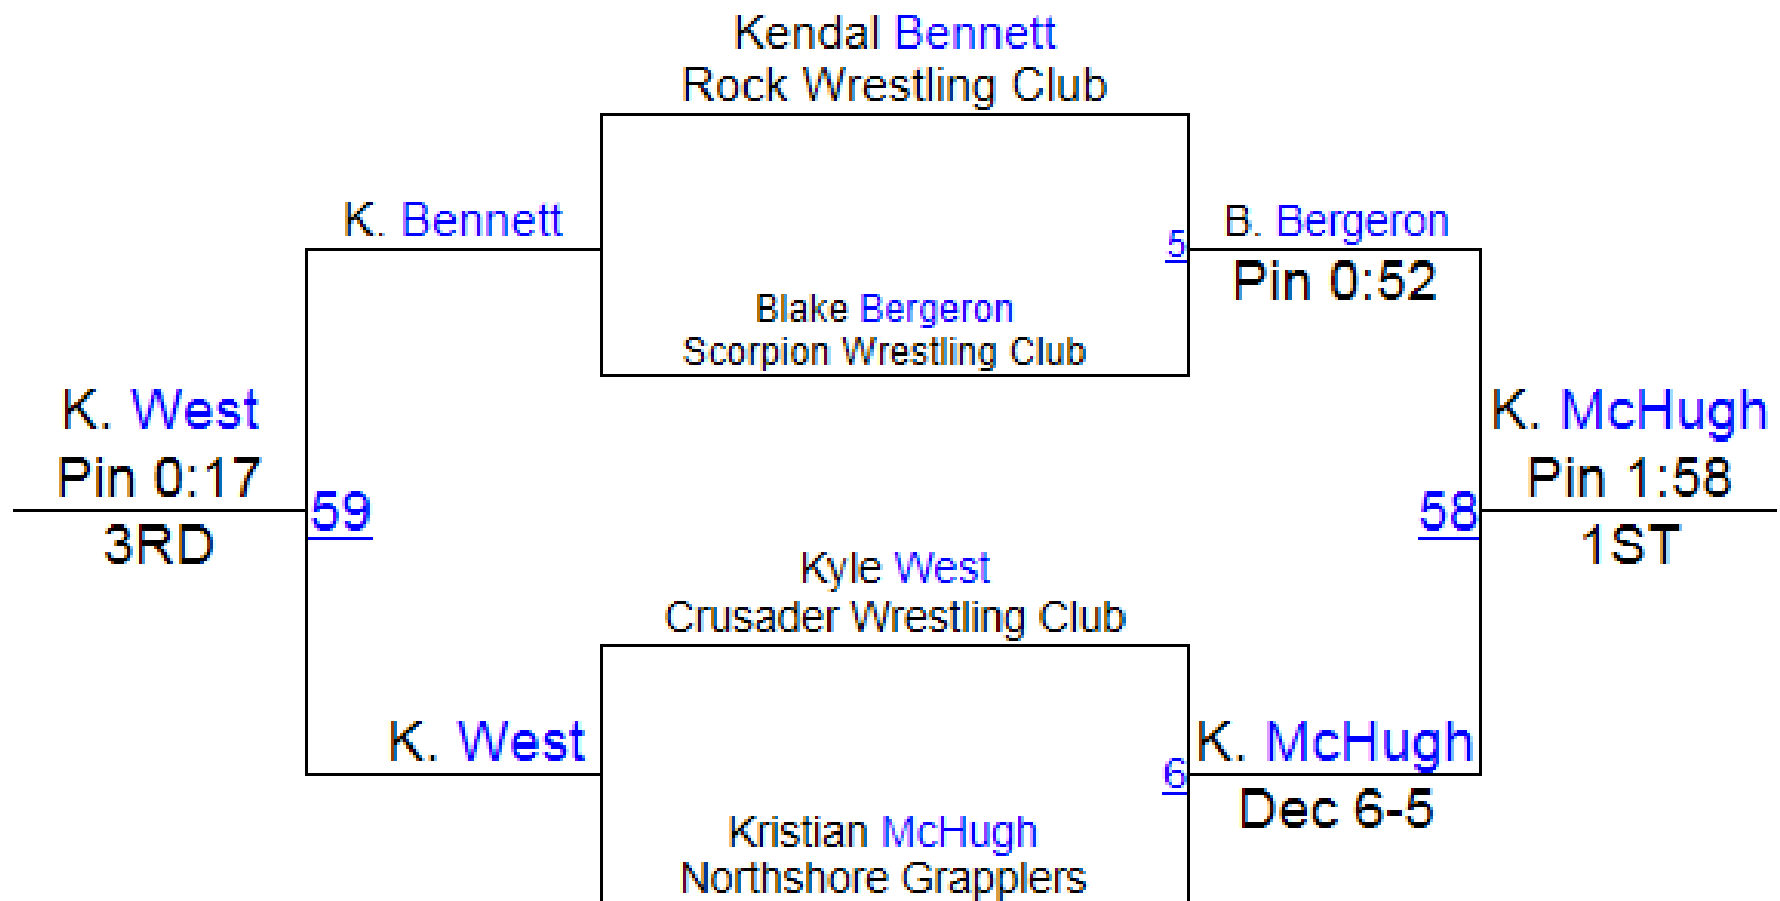 Kendal Bennett
Rock Wrestling Club
K. Bennett
5
B. Bergeron
Pin 0:52
Blake Bergeron
Scorpion Wrestling Club
K. West
Pin 0:17
59
3RD
K. McHugh
Pin 1:58
58
1ST
Kyle West
Crusader Wrestling Club
K. West
6
K. McHugh
Dec 6-5
Kristian McHugh
Northshore Grapplers